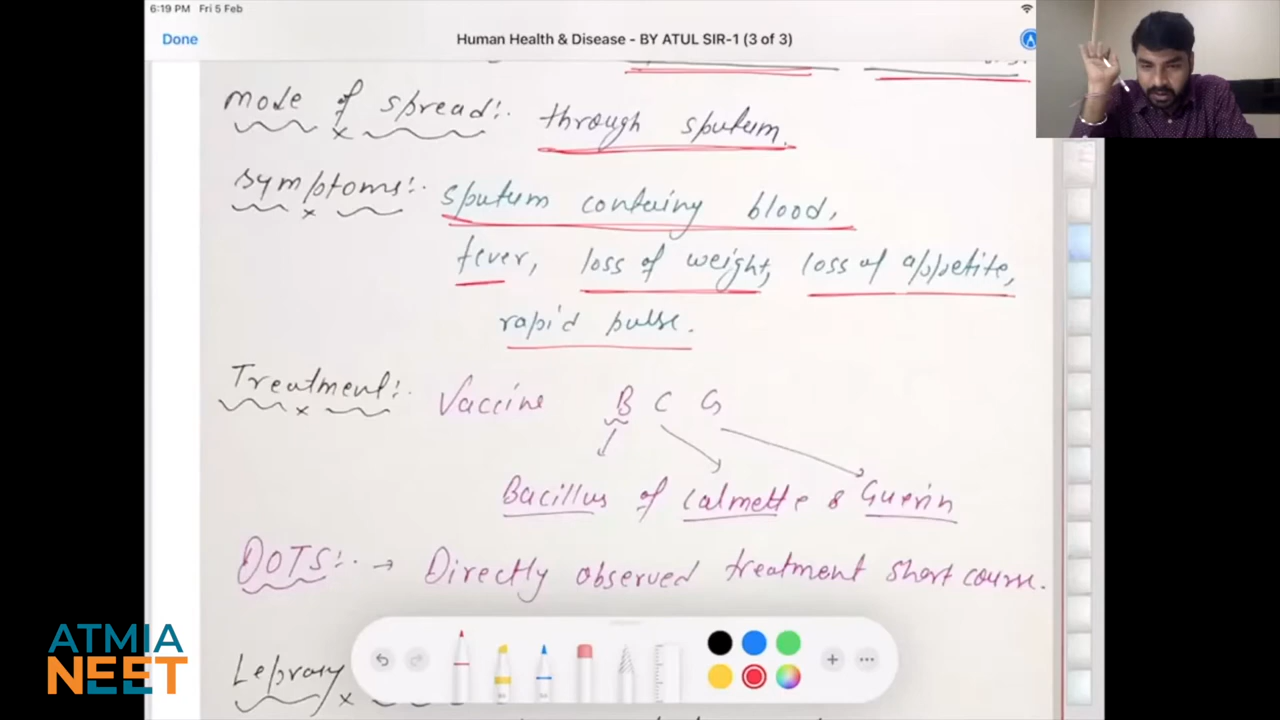 6:19 PM Fri 5 Feb
Done
Human Health & Disease - BY ATUL SIR-1 (3 of 3)
mode of spread:-
through sputum.
Symptoms:-
sputum containg blood,
fever, loss of weight, loss of appetite,
rapid pulse.
Treatment:- Vaccine B C G
Bacillus of Calmette & Guerin
DOTS:- → Directly observed treatment short course.
Leprary
ATMIA
NEET